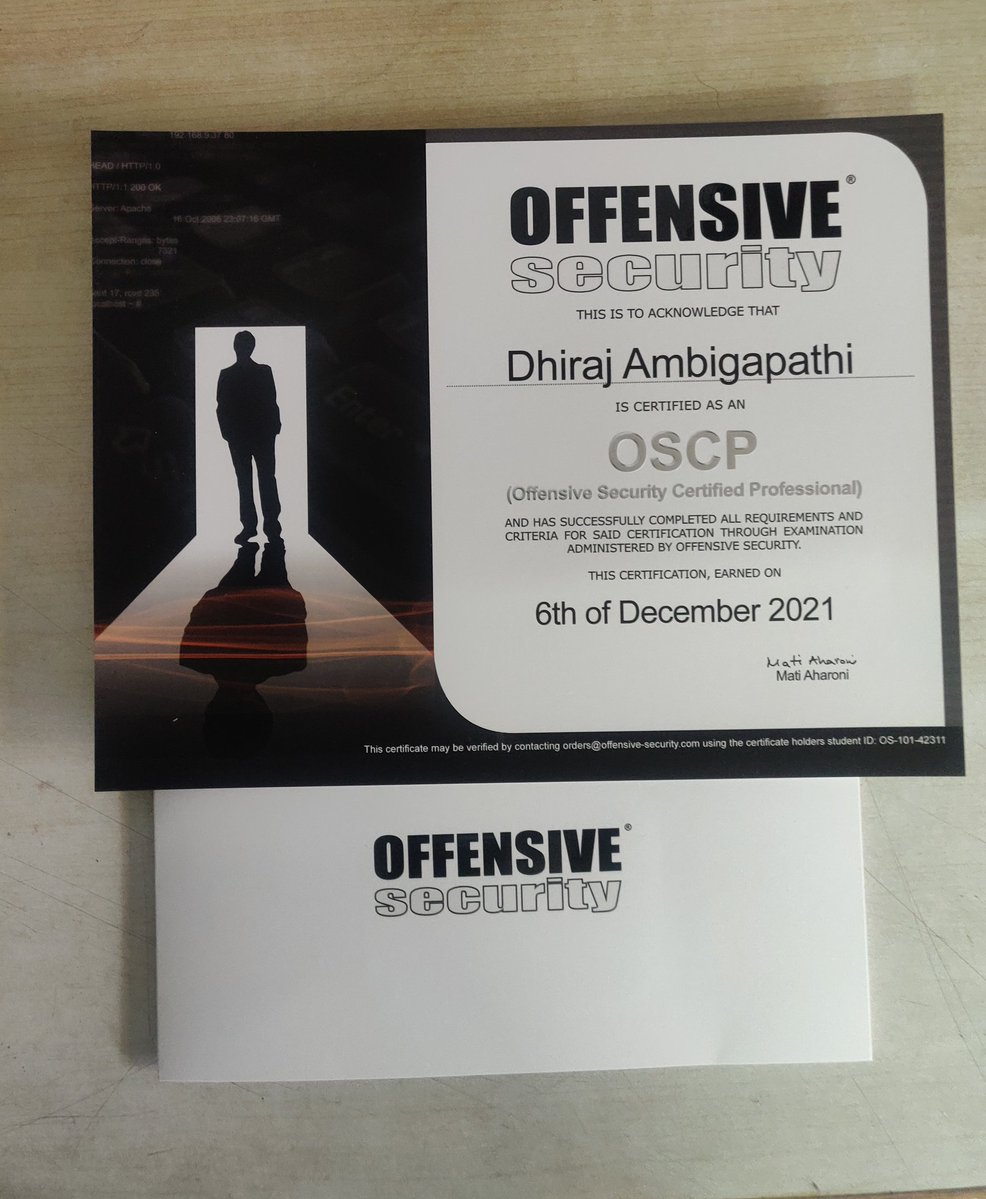 192.168.9.37 80
HEAD / HTTP/1.0
HTTP/1.1 200 OK
Server: Apache
16 Oct 2006 23:07:16 GMT
Accept-Ranges: bytes
7321
Connection: close
sent 17, rcvd 235
localhost ~ #
Enter
OFFENSIVE®
security
THIS IS TO ACKNOWLEDGE THAT
Dhiraj Ambigapathi
IS CERTIFIED AS AN
OSCP
(Offensive Security Certified Professional)
AND HAS SUCCESSFULLY COMPLETED ALL REQUIREMENTS AND
CRITERIA FOR SAID CERTIFICATION THROUGH EXAMINATION
ADMINISTERED BY OFFENSIVE SECURITY.
THIS CERTIFICATION, EARNED ON
6th of December 2021
Mati Aharoni
Mati Aharoni
This certificate may be verified by contacting orders@offensive-security.com using the certificate holders student ID: OS-101-42311
OFFENSIVE®
security